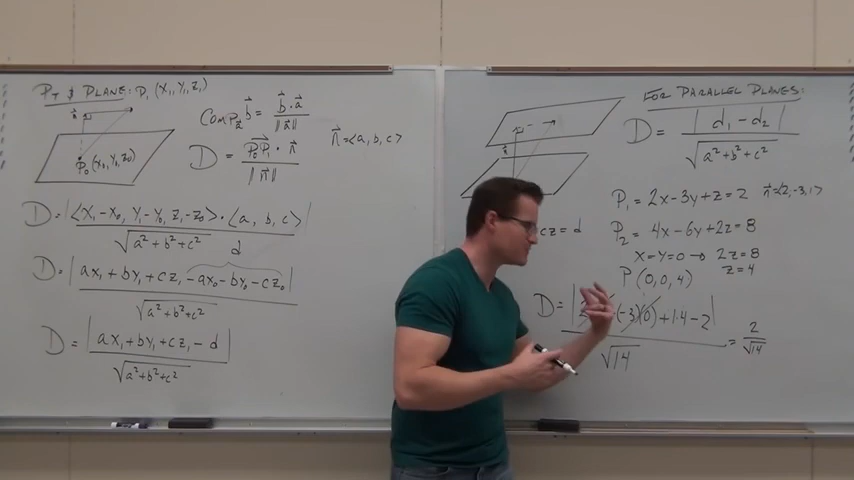 PT & PLANE: P₁ (X₁, Y₁, Z₁)
n⃗
P₀ (X₀, Y₀, Z₀)
COMP_a⃗ b⃗ = b⃗ · a⃗ / ‖a⃗‖
D = P₀P₁ · n⃗ / ‖n⃗‖
n⃗ = <a, b, c>
D = |<X₁-X₀, Y₁-Y₀, Z₁-Z₀> · <a, b, c>| / √a²+b²+c²
d
D = |ax₁ + by₁ + cz₁ - ax₀ - by₀ - cz₀| / √a²+b²+c²
D = |ax₁ + by₁ + cz₁ - d| / √a²+b²+c²
FOR PARALLEL PLANES:
D = |d₁ - d₂| / √a²+b²+c²
P₁ = 2x - 3y + z = 2 n⃗=<2, -3, 1>
cz = d
P₂ = 4x - 6y + 2z = 8
X = Y = 0 → 2z = 8
z = 4
P (0, 0, 4)
D = | (-3)(0) + 1·4 - 2| / √14 = 2/√14